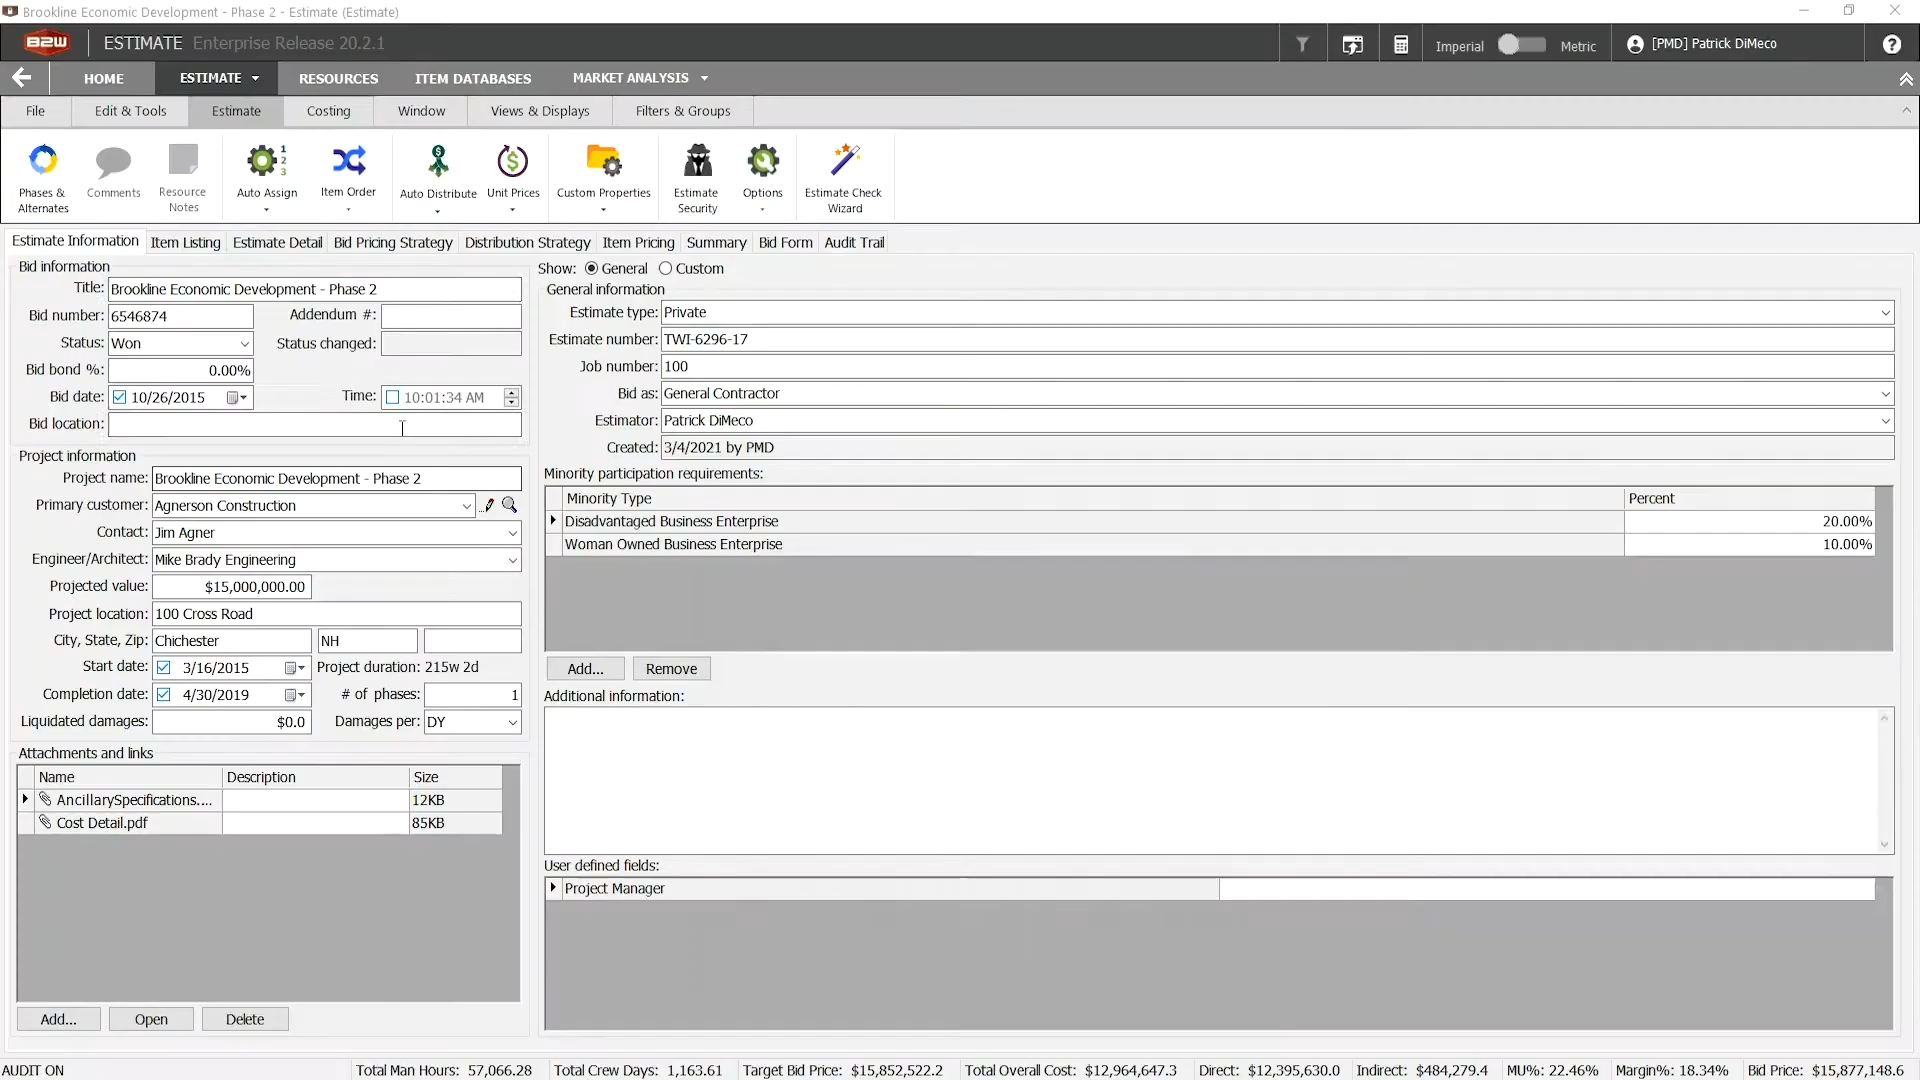 Brookline Economic Development - Phase 2 - Estimate (Estimate)
B2W ESTIMATE Enterprise Release 20.2.1 Imperial Metric [PMD] Patrick DiMeco ?
HOME ESTIMATE RESOURCES ITEM DATABASES MARKET ANALYSIS
File Edit & Tools Estimate Costing Window Views & Displays Filters & Groups
Phases & Alternates Comments Resource Notes Auto Assign 1 2 3 Item Order Auto Distribute Unit Prices Custom Properties Estimate Security Options Estimate Check Wizard
Estimate Information Item Listing Estimate Detail Bid Pricing Strategy Distribution Strategy Item Pricing Summary Bid Form Audit Trail
Bid information
Title: Brookline Economic Development - Phase 2
Bid number: 6546874 Addendum #:
Status: Won Status changed:
Bid bond %: 0.00%
Bid date: 10/26/2015 Time: 10:01:34 AM
Bid location:
Project information
Project name: Brookline Economic Development - Phase 2
Primary customer: Agnerson Construction
Contact: Jim Agner
Engineer/Architect: Mike Brady Engineering
Projected value: $15,000,000.00
Project location: 100 Cross Road
City, State, Zip: Chichester NH
Start date: 3/16/2015 Project duration: 215w 2d
Completion date: 4/30/2019 # of phases: 1
Liquidated damages: $0.0 Damages per: DY
Attachments and links
Name Description Size
AncillarySpecifications.... 12KB
Cost Detail.pdf 85KB
Add... Open Delete
Show: General Custom
General information
Estimate type: Private
Estimate number: TWI-6296-17
Job number: 100
Bid as: General Contractor
Estimator: Patrick DiMeco
Created: 3/4/2021 by PMD
Minority participation requirements:
Minority Type Percent
Disadvantaged Business Enterprise 20.00%
Woman Owned Business Enterprise 10.00%
Add... Remove
Additional information:
User defined fields:
Project Manager
AUDIT ON Total Man Hours: 57,066.28 Total Crew Days: 1,163.61 Target Bid Price: $15,852,522.2 Total Overall Cost: $12,964,647.3 Direct: $12,395,630.0 Indirect: $484,279.4 MU%: 22.46% Margin%: 18.34% Bid Price: $15,877,148.6